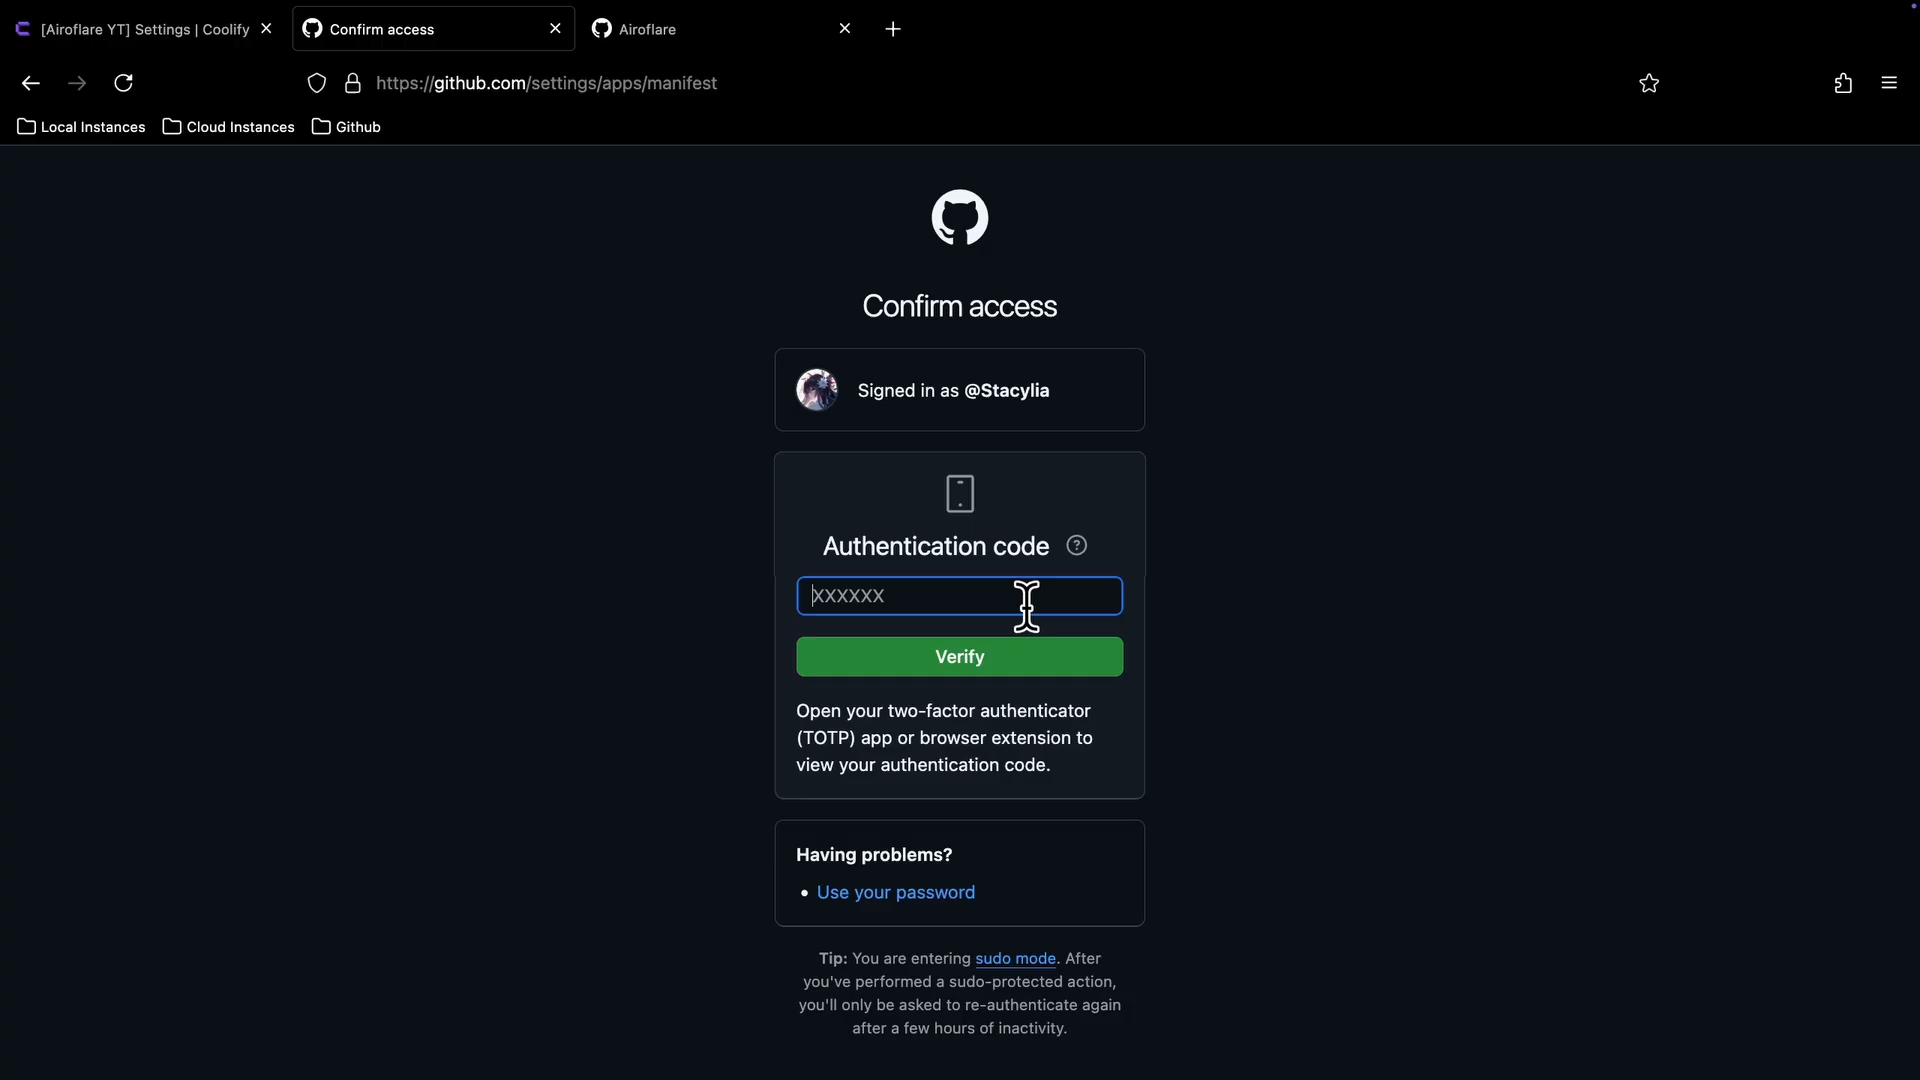 [Airoflare YT] Settings | Coolify
Confirm access
Airoflare
https://github.com/settings/apps/manifest
Local Instances
Cloud Instances
Github
Confirm access
Signed in as @Stacylia
Authentication code
XXXXXX
Verify
Open your two-factor authenticator
(TOTP) app or browser extension to
view your authentication code.
Having problems?
Use your password
Tip: You are entering sudo mode. After
you've performed a sudo-protected action,
you'll only be asked to re-authenticate again
after a few hours of inactivity.